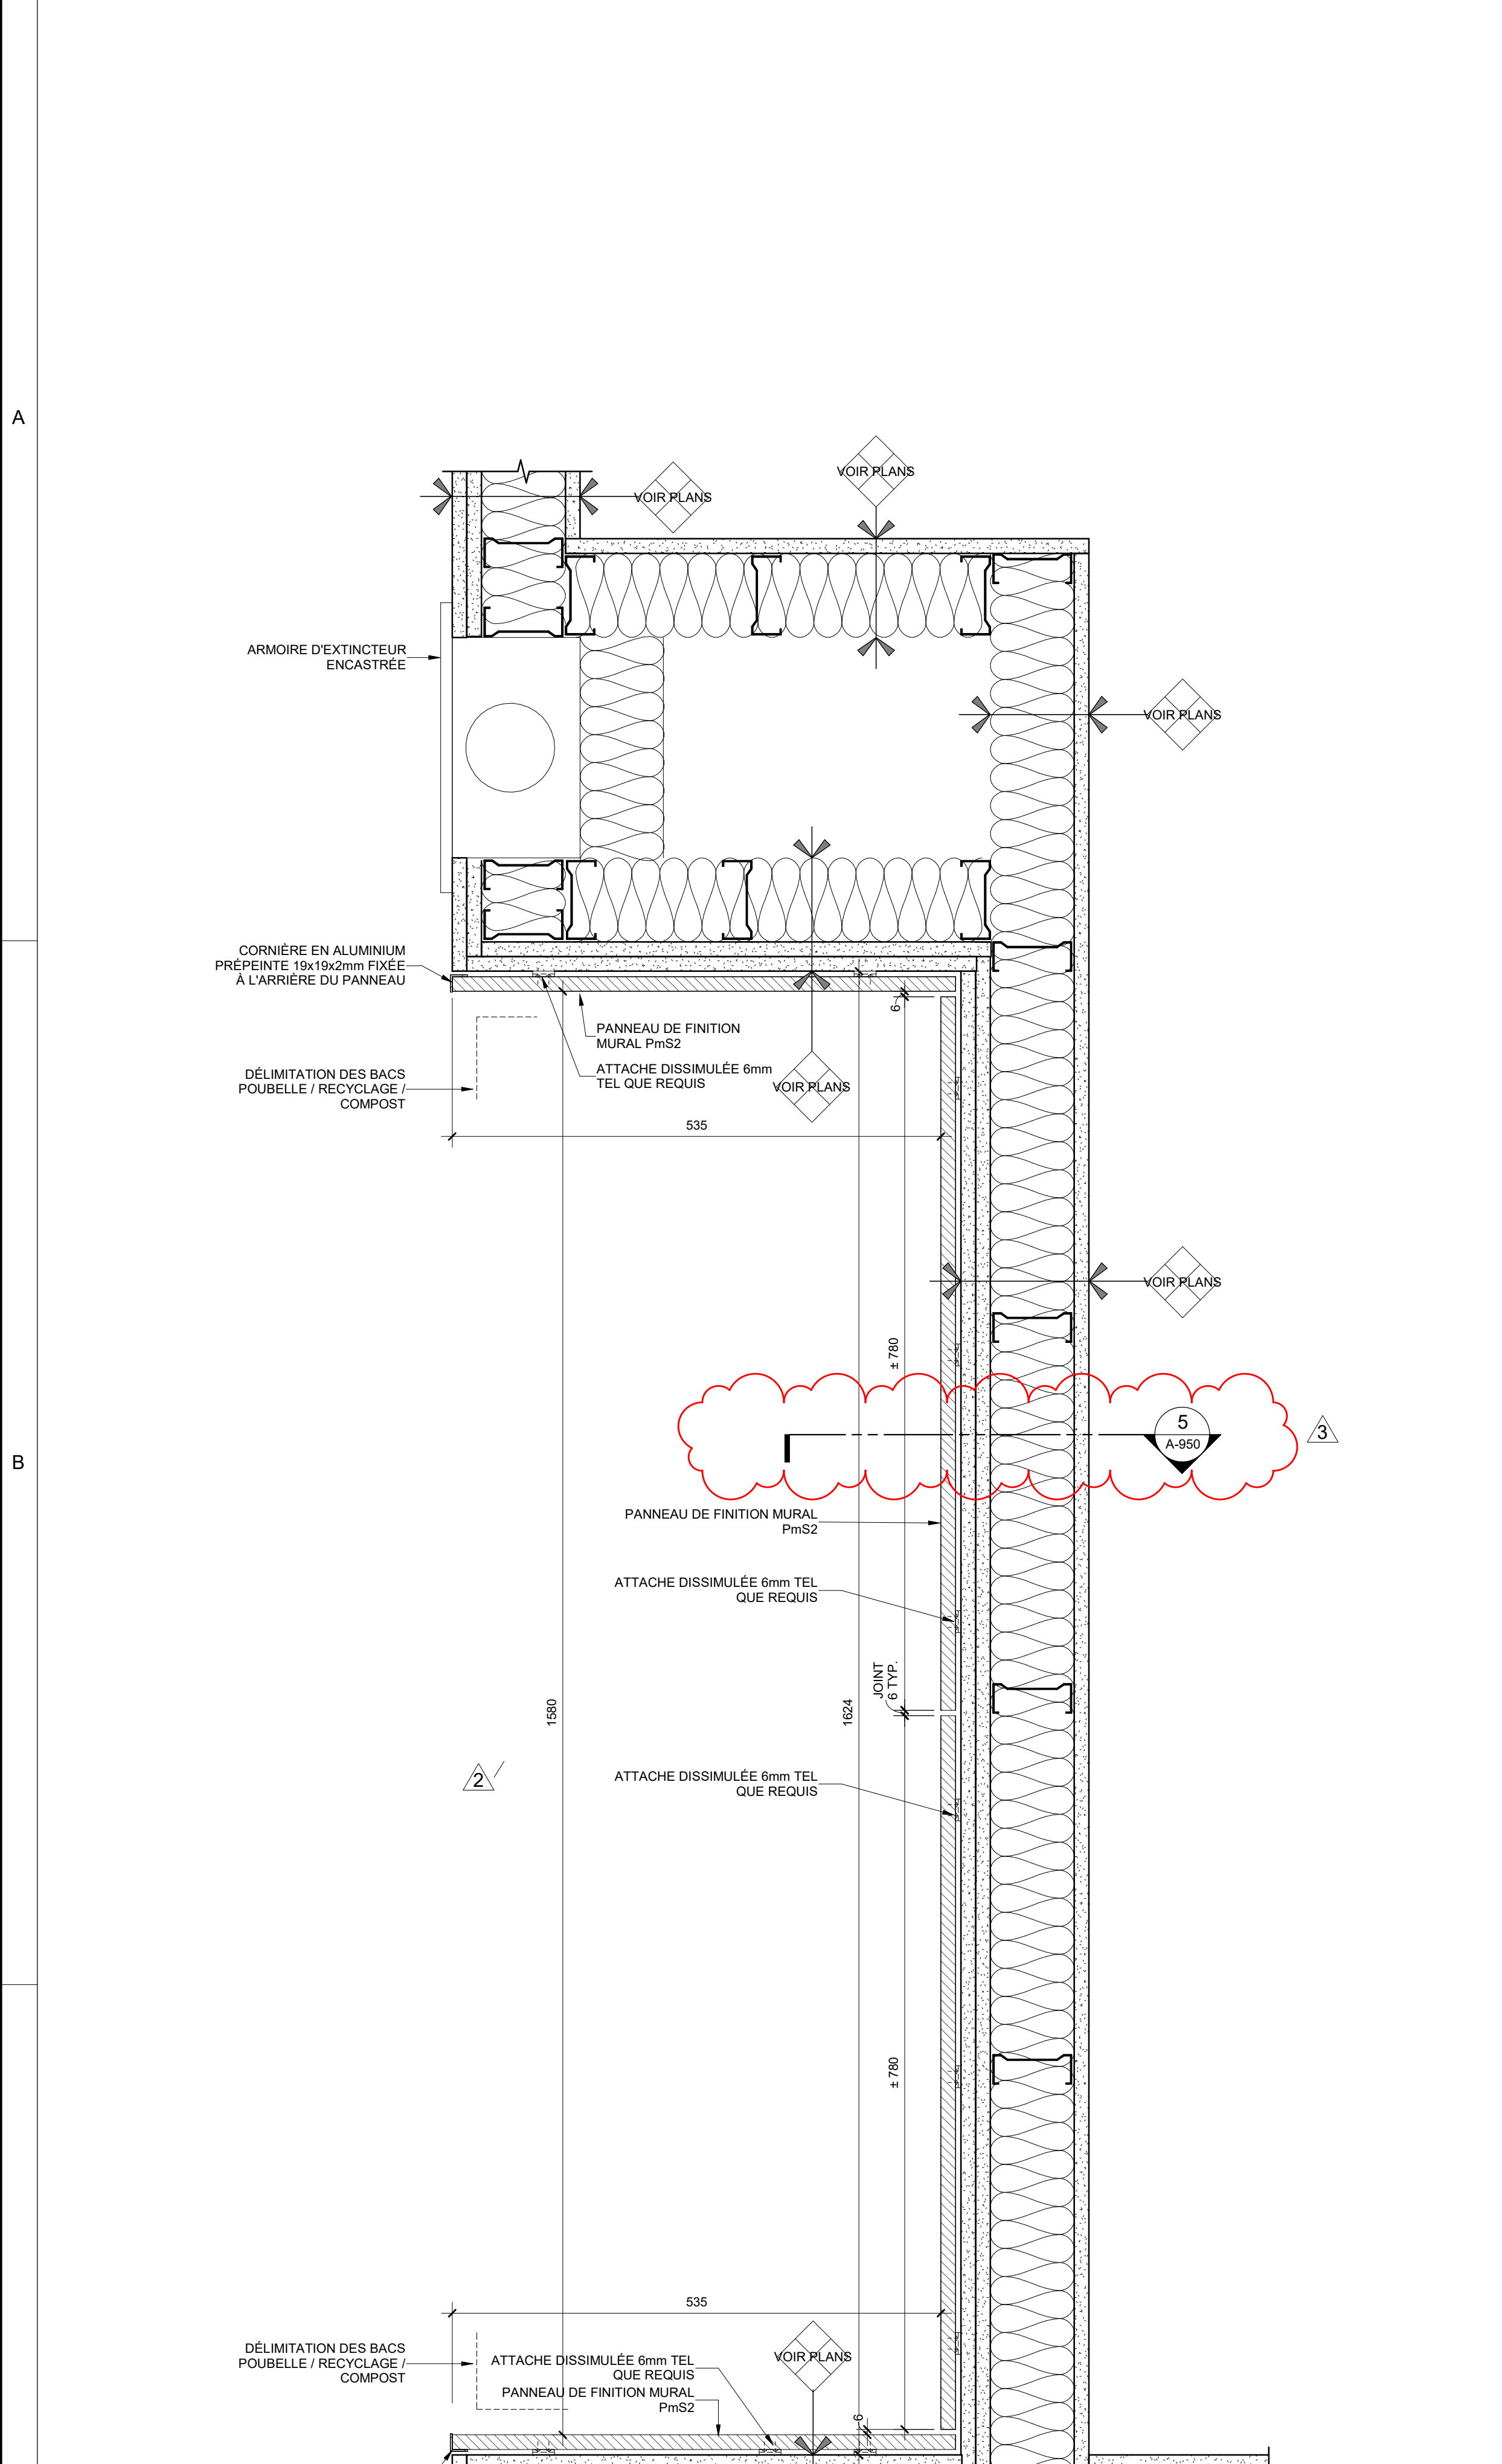 A
VOIR PLANS
VOIR PLANS
ARMOIRE D'EXTINCTEUR
ENCASTRÉE
VOIR PLANS
CORNIÈRE EN ALUMINIUM
PRÉPEINTE 19x19x2mm FIXÉE
À L'ARRIÈRE DU PANNEAU
6
PANNEAU DE FINITION
MURAL PmS2
ATTACHE DISSIMULÉE 6mm
TEL QUE REQUIS
VOIR PLANS
DÉLIMITATION DES BACS
POUBELLE / RECYCLAGE /
COMPOST
535
VOIR PLANS
± 780
5
A-950
3
B
PANNEAU DE FINITION MURAL
PmS2
ATTACHE DISSIMULÉE 6mm TEL
QUE REQUIS
JOINT
6 TYP.
1580
1624
2
ATTACHE DISSIMULÉE 6mm TEL
QUE REQUIS
± 780
535
DÉLIMITATION DES BACS
POUBELLE / RECYCLAGE /
COMPOST
VOIR PLANS
ATTACHE DISSIMULÉE 6mm TEL
QUE REQUIS
PANNEAU DE FINITION MURAL
PmS2
6